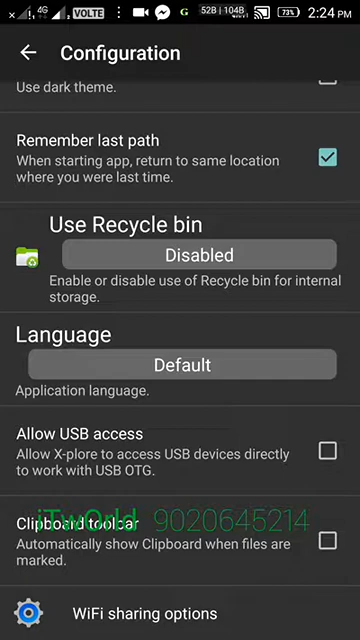 4G VOLTE G 52B | 104B 73% 2:24 PM
Configuration
Use dark theme.
Remember last path
When starting app, return to same location
where you were last time.
Use Recycle bin
Disabled
Enable or disable use of Recycle bin for internal
storage.
Language
Default
Application language.
Allow USB access
Allow X-plore to access USB devices directly
to work with USB OTG.
Clipboard toolbar
iTwOrld 9020645214
Automatically show Clipboard when files are
marked.
WiFi sharing options